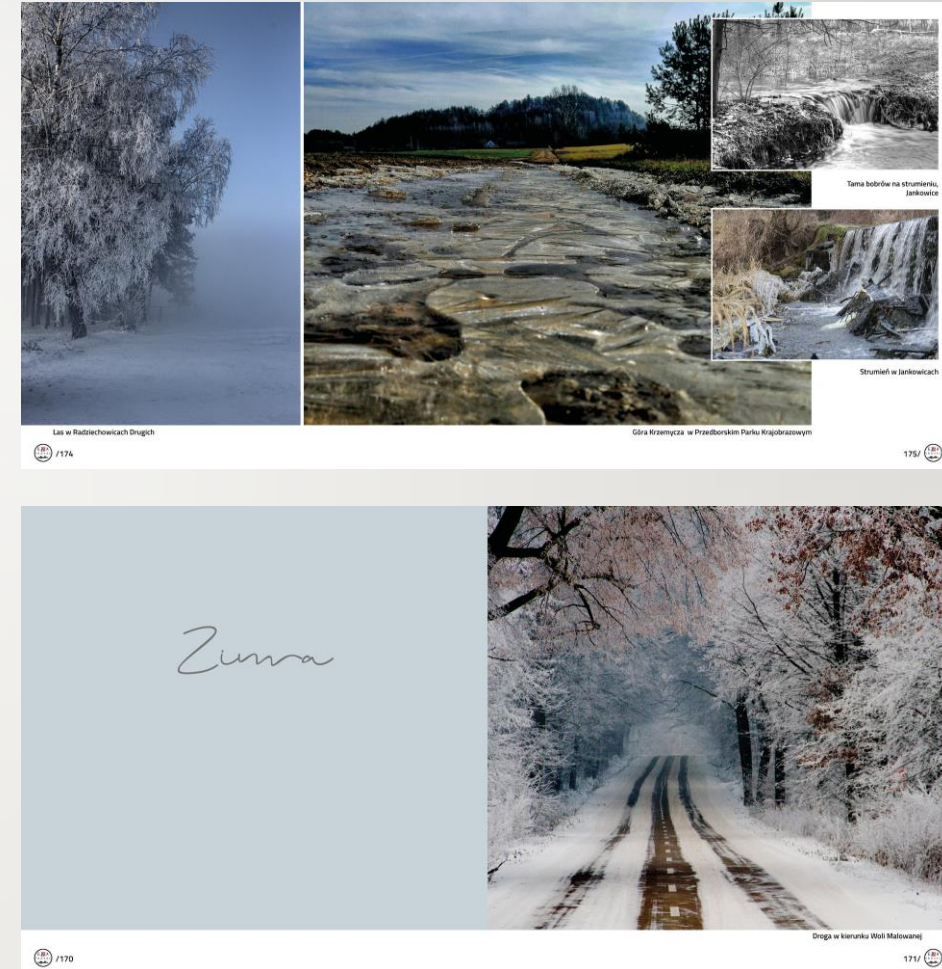 Tama bobrów na strumieniu,
Jankowice
Strumień w Jankowicach
Las w Radziechowicach Drugich
Góra Krzemycza w Przedborskim Parku Krajobrazowym
/174
175/
Zima
Droga w kierunku Woli Malowanej
/170
171/